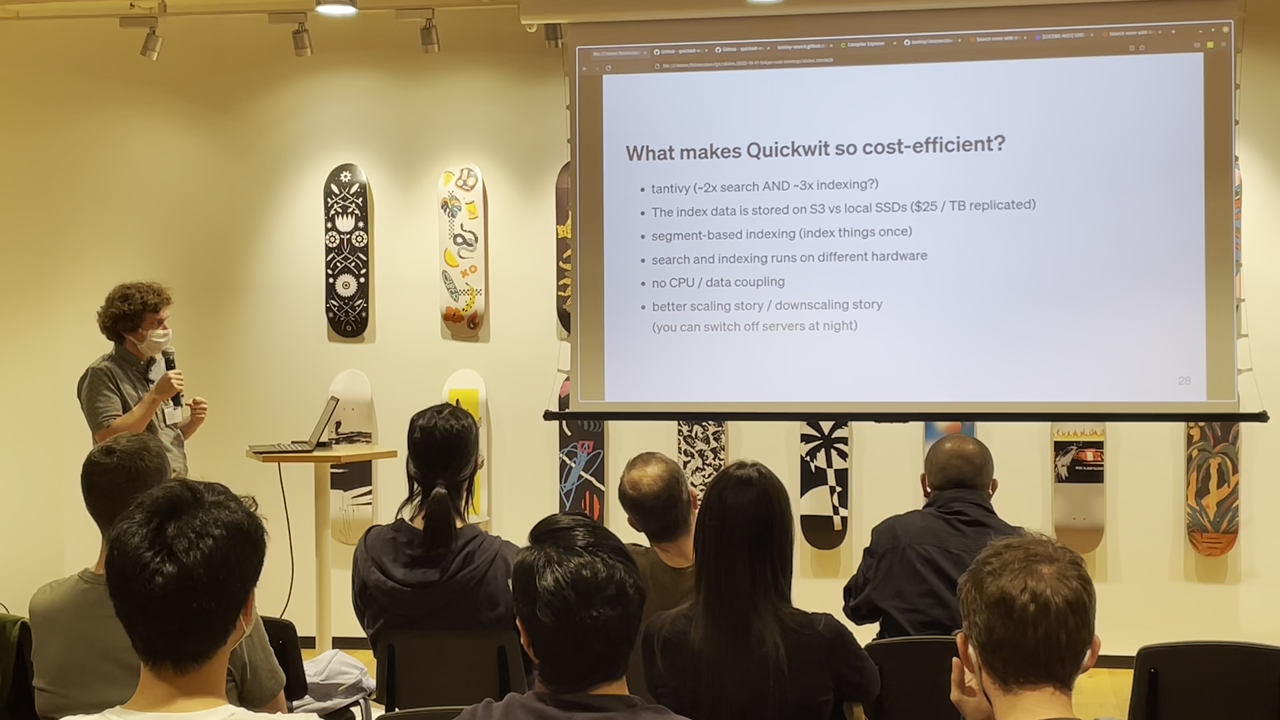 What makes Quickwit so cost-efficient?
• tantivy (~2x search AND ~3x indexing?)
• The index data is stored on S3 vs local SSDs ($25 / TB replicated)
• segment-based indexing (index things once)
• search and indexing runs on different hardware
• no CPU / data coupling
• better scaling story / downscaling story
(you can switch off servers at night)
28